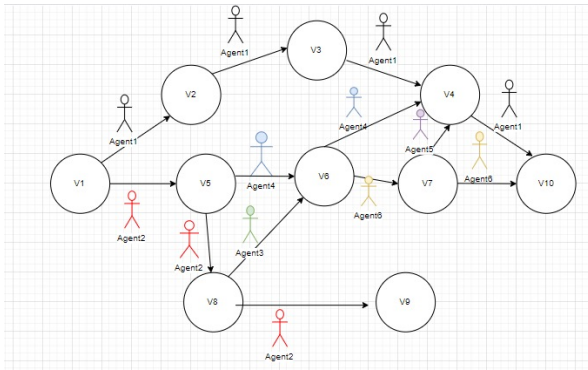 Agent1
V3
Agent1
V2
V4
Agent1
Agent4
Agent1
Agent5
Agent6
V1
V5
Agent4
V6
Agent6
V7
V10
Agent2
Agent2
Agent3
V8
V9
Agent2